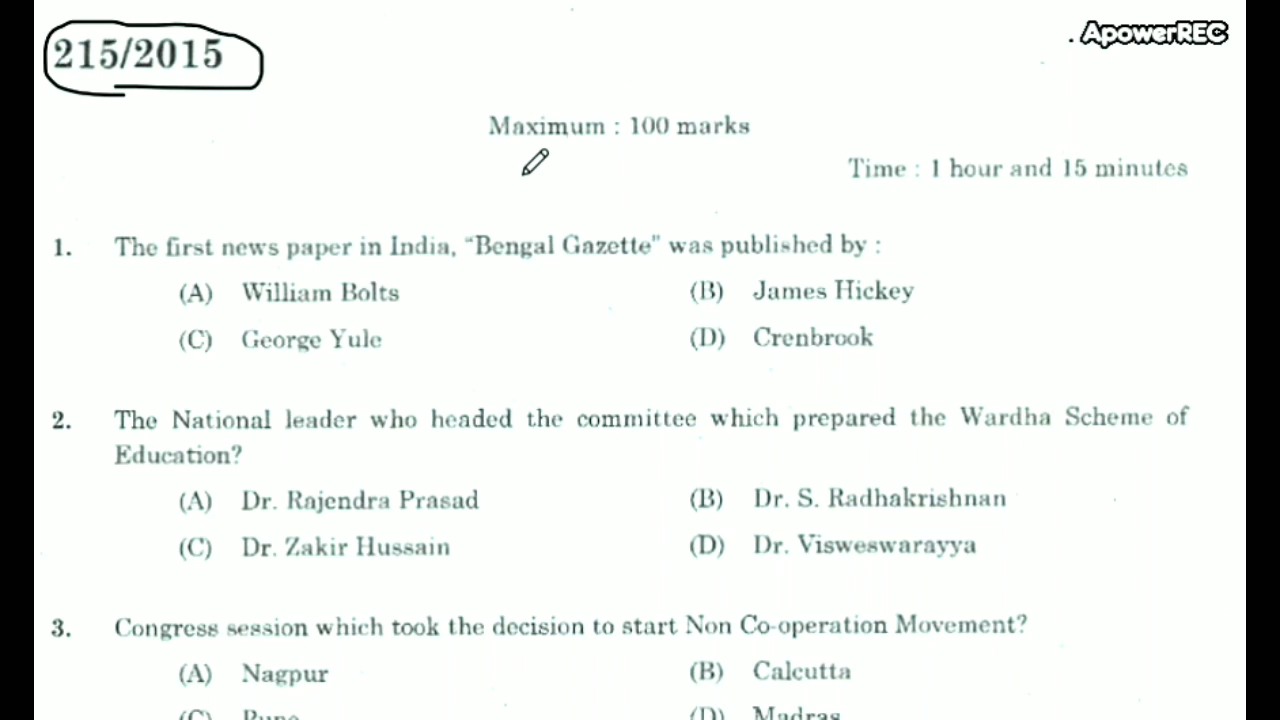 215/2015
. ApowerREC
Maximum : 100 marks
Time : 1 hour and 15 minutes
1. The first news paper in India, “Bengal Gazette” was published by :
(A) William Bolts (B) James Hickey
(C) George Yule (D) Crenbrook
2. The National leader who headed the committee which prepared the Wardha Scheme of
Education?
(A) Dr. Rajendra Prasad (B) Dr. S. Radhakrishnan
(C) Dr. Zakir Hussain (D) Dr. Visweswarayya
3. Congress session which took the decision to start Non Co-operation Movement?
(A) Nagpur (B) Calcutta
(C) Pune (D) Madras